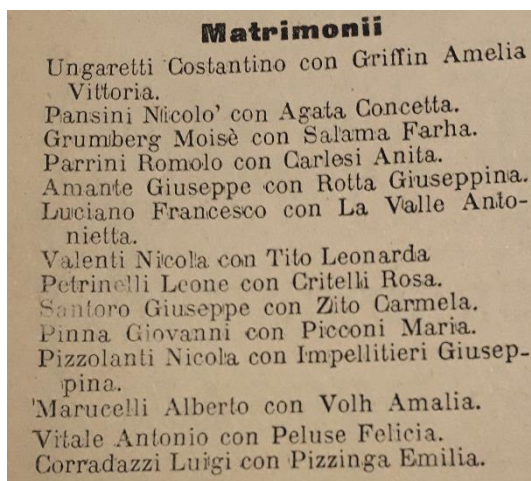 Matrimonii
Ungaretti Costantino con Griffin Amelia
Vittoria.
Pansini Nicolo' con Agata Concetta.
Grumberg Moisè con Salama Farha.
Parrini Romolo con Carlesi Anita.
Amante Giuseppe con Rotta Giuseppina.
Luciano Francesco con La Valle Anto-
nietta.
Valenti Nicola con Tito Leonarda
Petrinelli Leone con Critelli Rosa.
Santoro Giuseppe con Zito Carmela.
Pinna Giovanni con Picconi Maria.
Pizzolanti Nicola con Impellitieri Giusep-
pina.
'Marucelli Alberto con Volh Amalia.
Vitale Antonio con Peluse Felicia.
Corradazzi Luigi con Pizzinga Emilia.